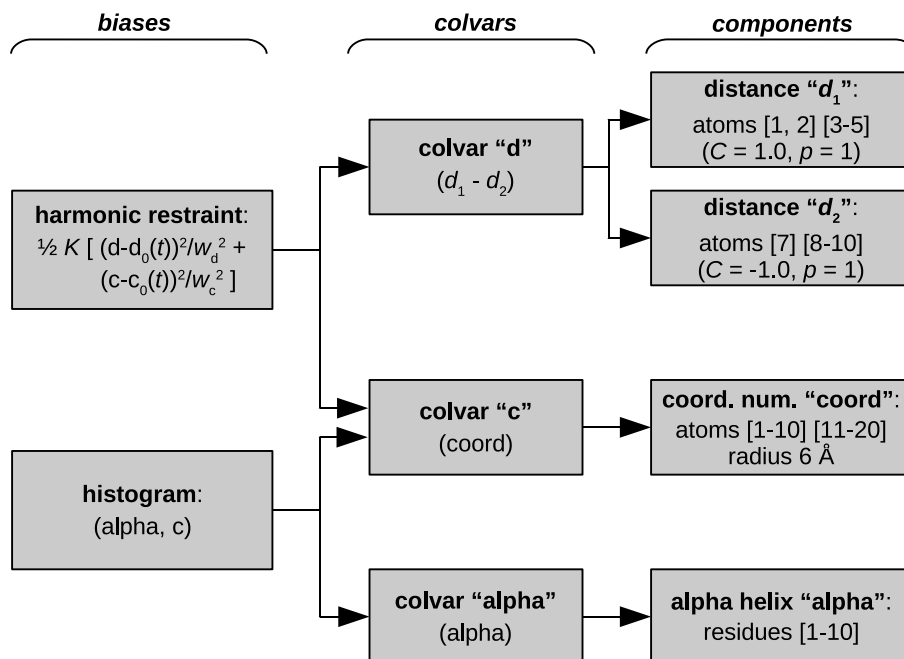 biases
colvars
components
harmonic restraint:
½ K [ (d-d₀(t))²/w_d² +
(c-c₀(t))²/w_c² ]
histogram:
(alpha, c)
colvar “d”
(d₁ - d₂)
colvar “c”
(coord)
colvar “alpha”
(alpha)
distance “d₁”:
atoms [1, 2] [3-5]
(C = 1.0, p = 1)
distance “d₂”:
atoms [7] [8-10]
(C = -1.0, p = 1)
coord. num. “coord”:
atoms [1-10] [11-20]
radius 6 Å
alpha helix “alpha”:
residues [1-10]